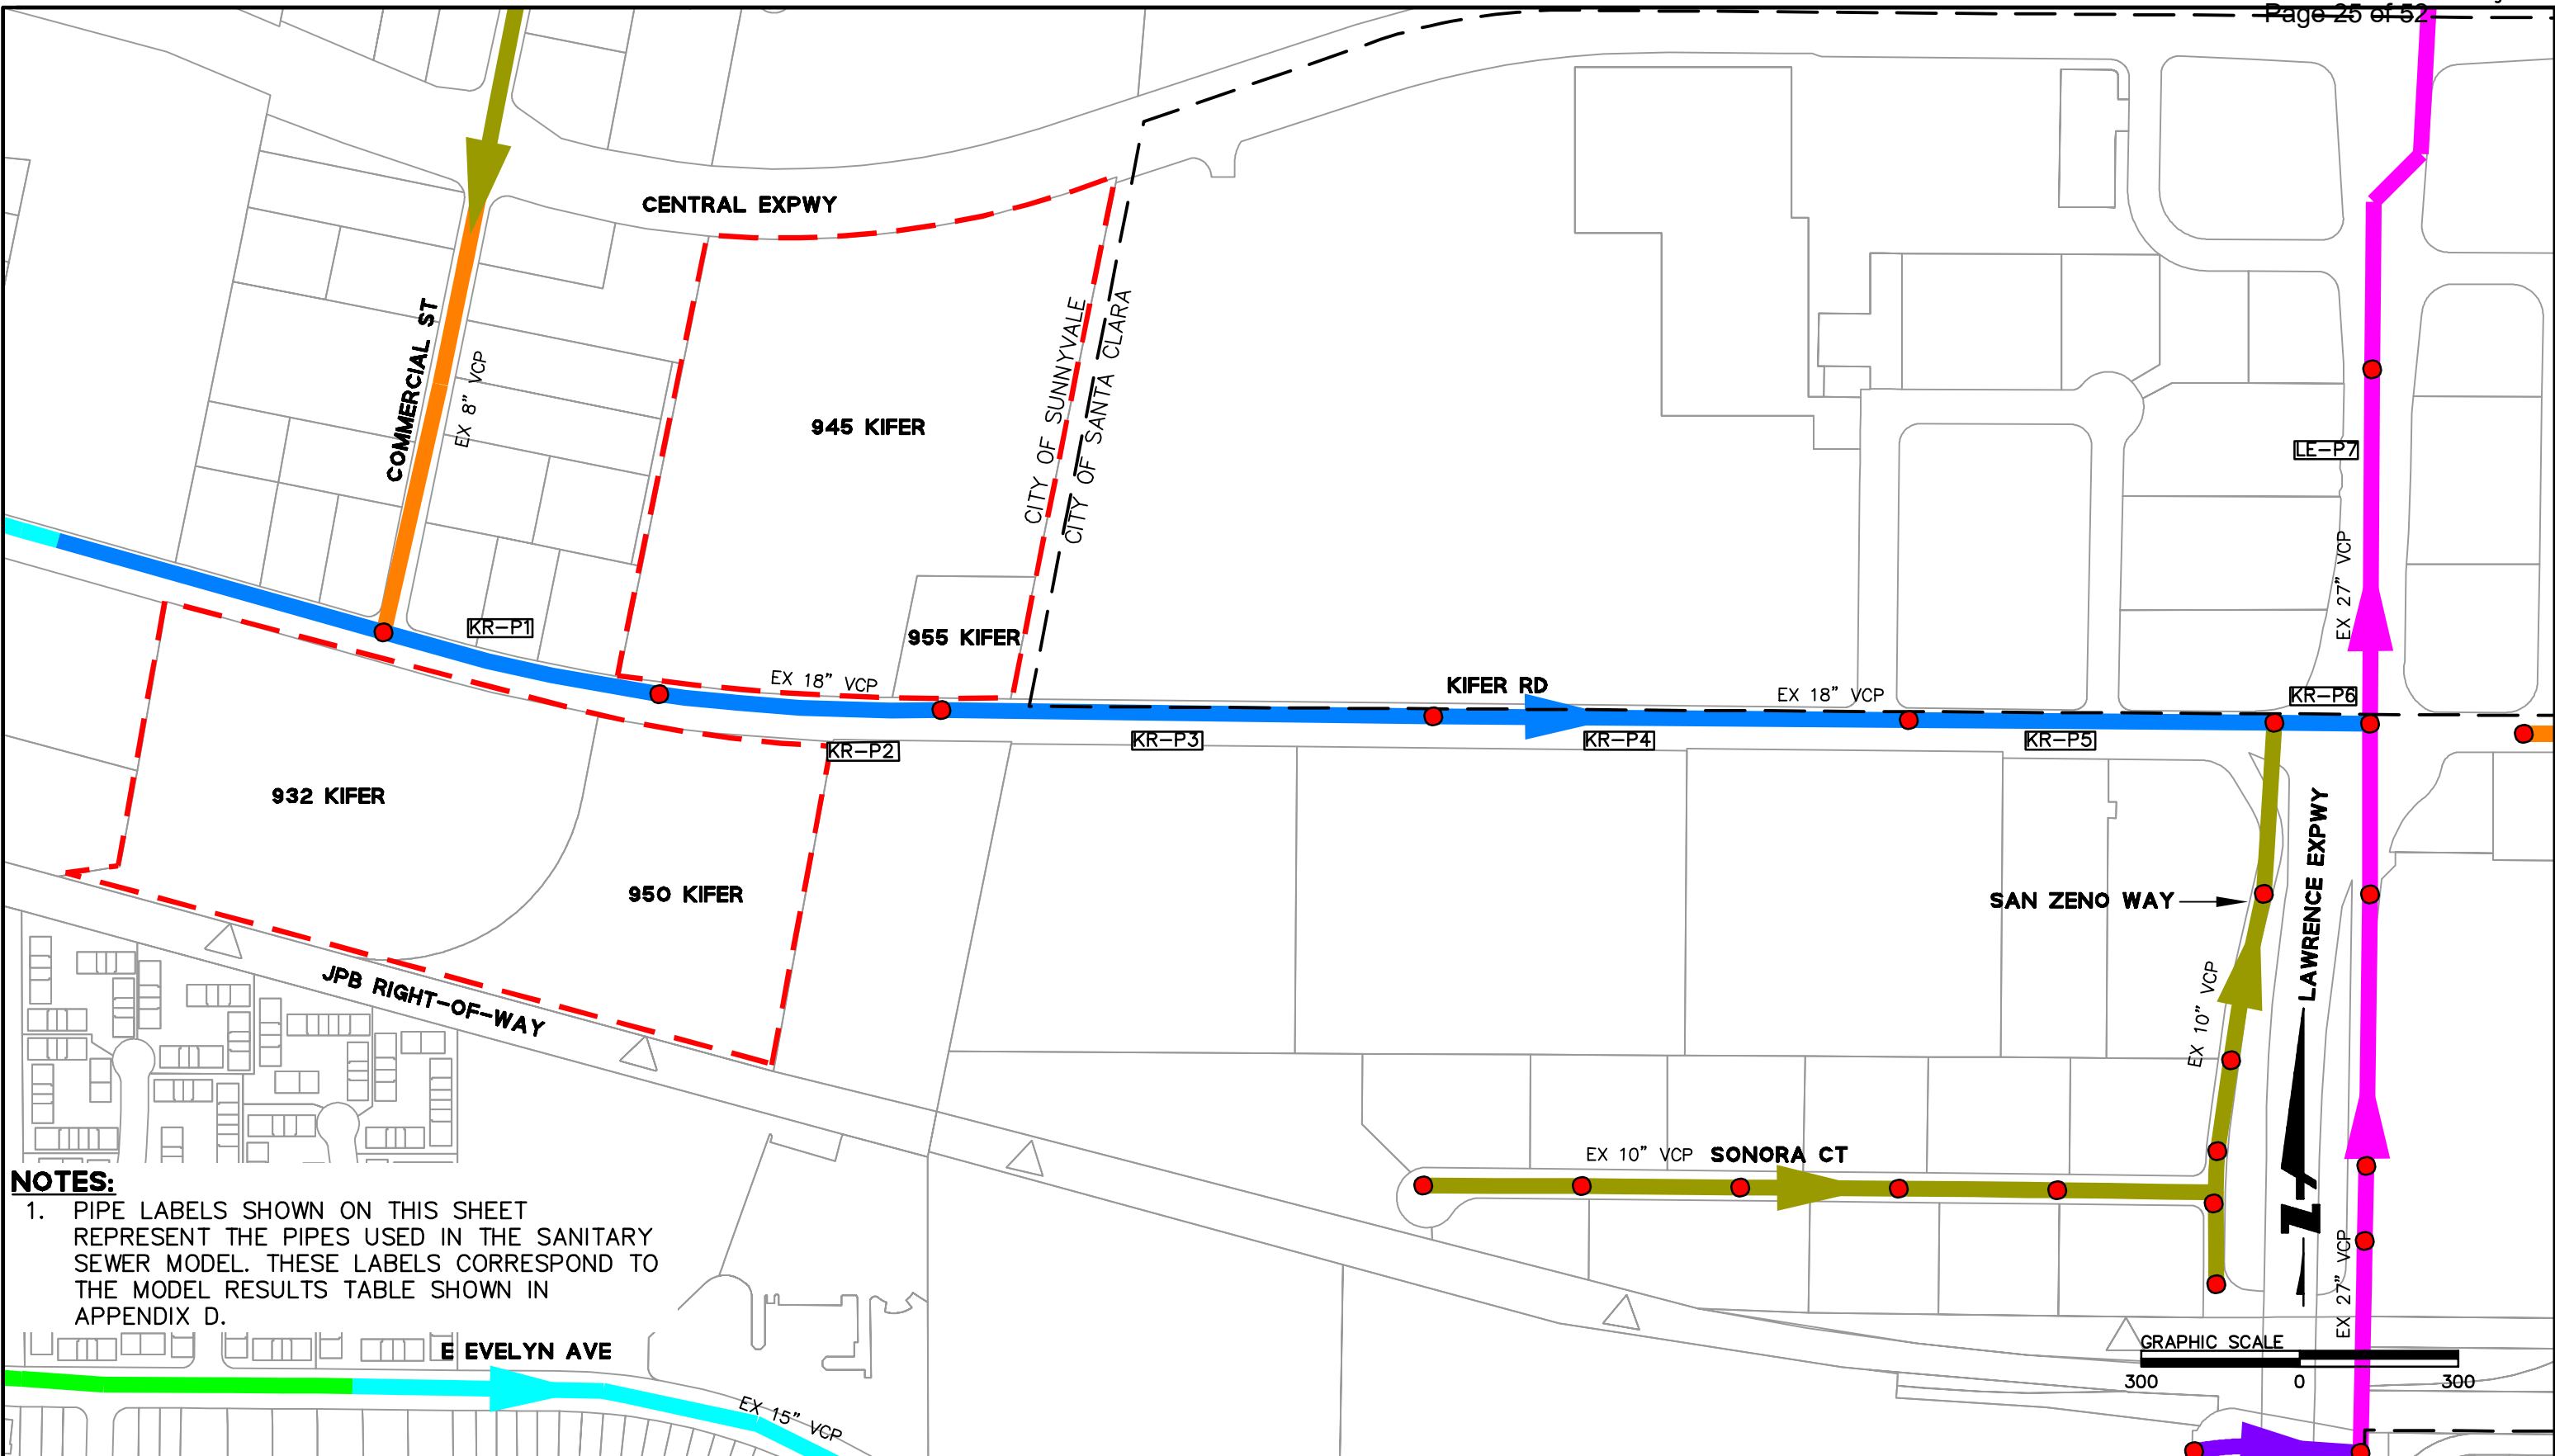 Page 25 of 52
CENTRAL EXPWY
COMMERCIAL ST
EX 8" VCP
945 KIFER
CITY OF SUNNYVALE
CITY OF SANTA CLARA
LE-P7
EX 27" VCP
KR-P1
955 KIFER
EX 18" VCP
KIFER RD
EX 18" VCP
KR-P6
KR-P2
KR-P3
KR-P4
KR-P5
932 KIFER
950 KIFER
SAN ZENO WAY
LAWRENCE EXPWY
JPB RIGHT-OF-WAY
EX 10" VCP
EX 10" VCP SONORA CT
Z
EX 27" VCP
NOTES:
1. PIPE LABELS SHOWN ON THIS SHEET
REPRESENT THE PIPES USED IN THE SANITARY
SEWER MODEL. THESE LABELS CORRESPOND TO
THE MODEL RESULTS TABLE SHOWN IN
APPENDIX D.
E EVELYN AVE
EX 15" VCP
GRAPHIC SCALE
300 0 300